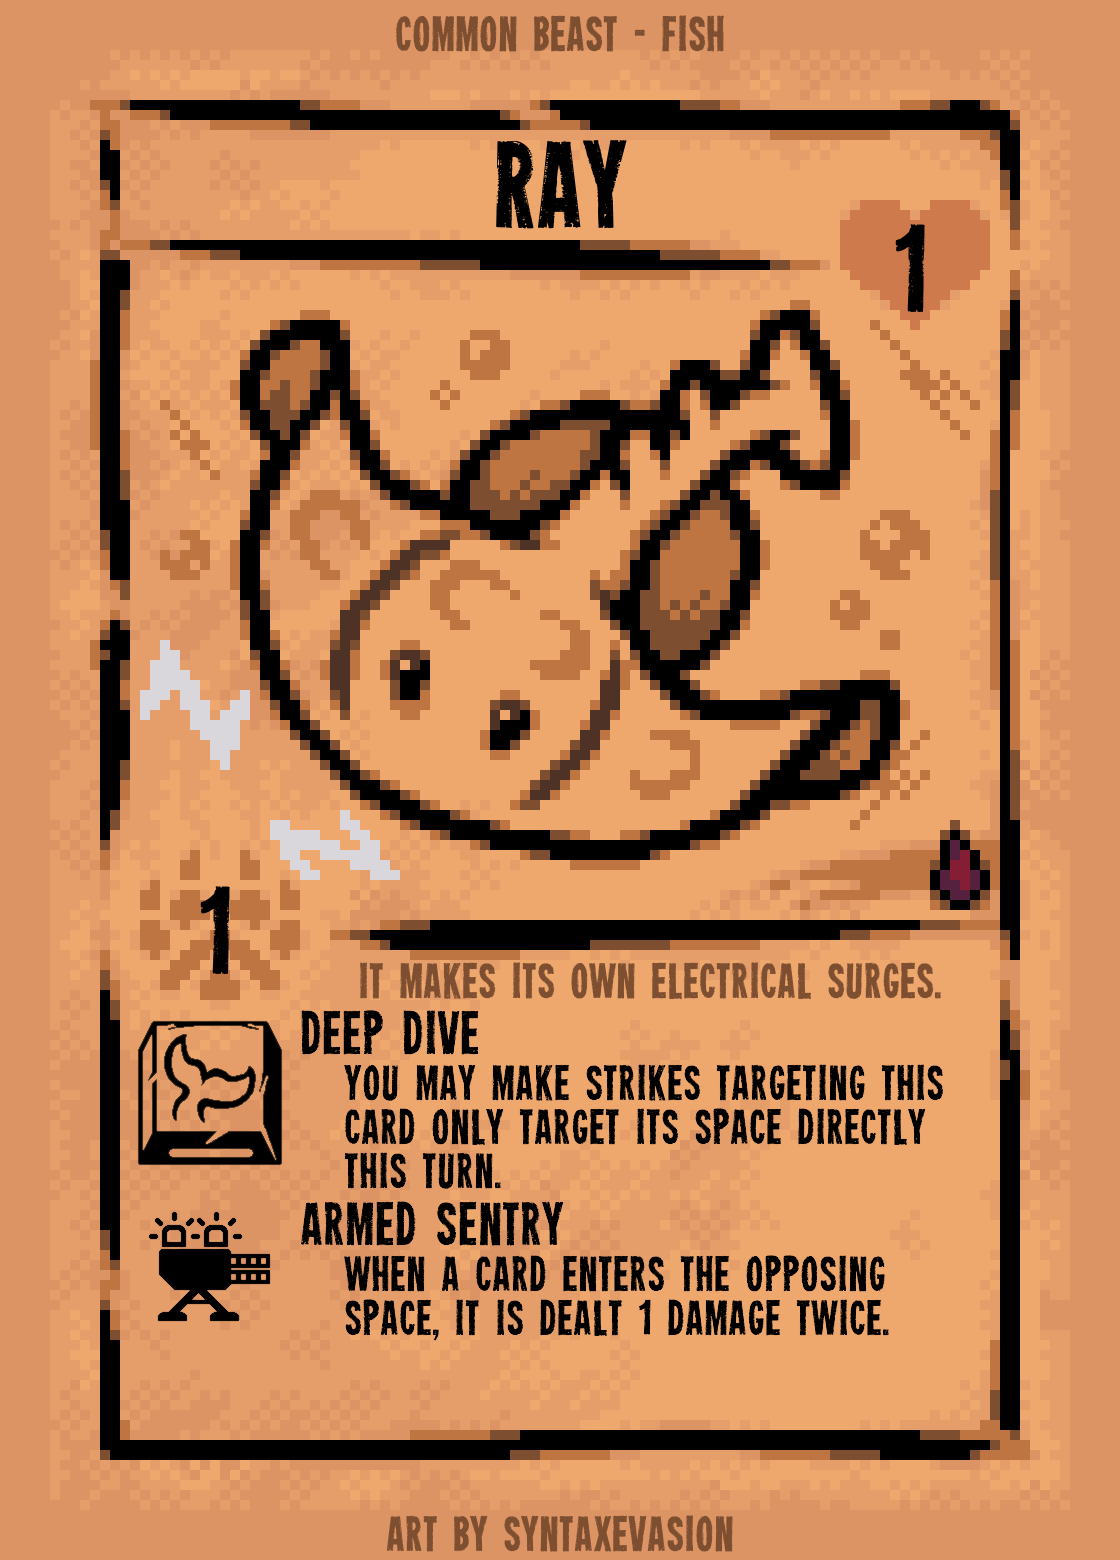 COMMON BEAST - FISH
RAY
1
1
IT MAKES ITS OWN ELECTRICAL SURGES.
DEEP DIVE
YOU MAY MAKE STRIKES TARGETING THIS
CARD ONLY TARGET ITS SPACE DIRECTLY
THIS TURN.
ARMED SENTRY
WHEN A CARD ENTERS THE OPPOSING
SPACE, IT IS DEALT 1 DAMAGE TWICE.
ART BY SYNTAXEVASION